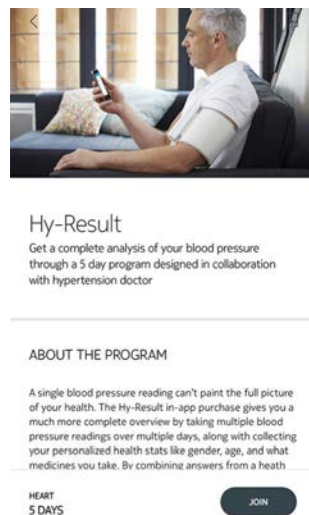 Hy-Result
Get a complete analysis of your blood pressure
through a 5 day program designed in collaboration
with hypertension doctor
ABOUT THE PROGRAM
A single blood pressure reading can't paint the full picture
of your health. The Hy-Result in-app purchase gives you a
much more complete overview by taking multiple blood
pressure readings over multiple days, along with collecting
your personalized health stats like gender, age, and what
medicines you take. By combining answers from a heath
HEART
5 DAYS
JOIN